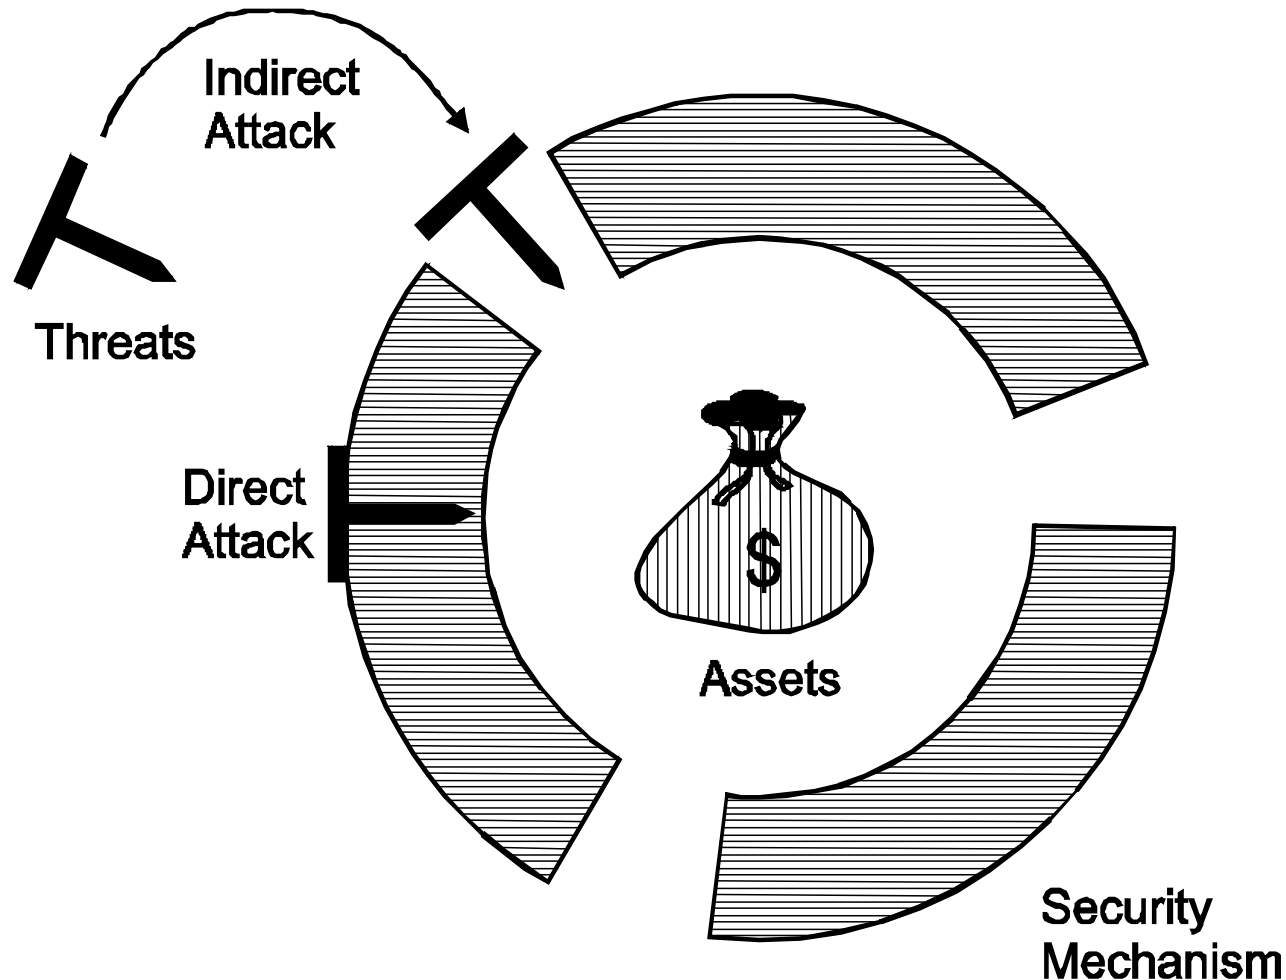 Indirect
Attack
Threats
Direct
Attack
$
Assets
Security
Mechanism